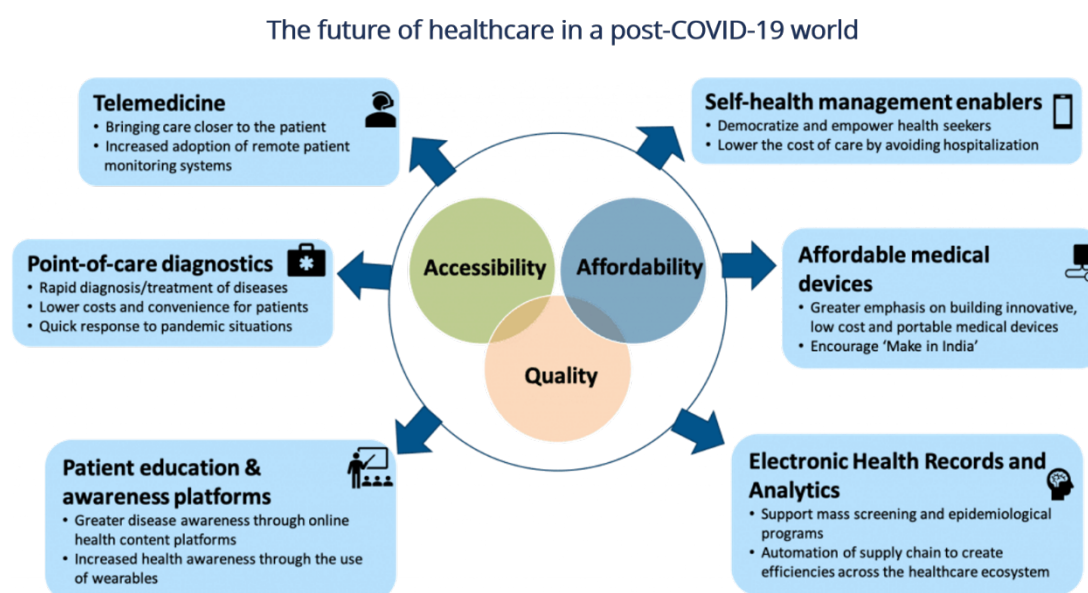 The future of healthcare in a post-COVID-19 world
Telemedicine
• Bringing care closer to the patient
• Increased adoption of remote patient
monitoring systems
Self-health management enablers
• Democratize and empower health seekers
• Lower the cost of care by avoiding hospitalization
Point-of-care diagnostics
• Rapid diagnosis/treatment of diseases
• Lower costs and convenience for patients
• Quick response to pandemic situations
Accessibility
Affordability
Quality
Affordable medical
devices
• Greater emphasis on building innovative,
low cost and portable medical devices
• Encourage ‘Make in India’
Patient education &
awareness platforms
• Greater disease awareness through online
health content platforms
• Increased health awareness through the use
of wearables
Electronic Health Records and
Analytics
• Support mass screening and epidemiological
programs
• Automation of supply chain to create
efficiencies across the healthcare ecosystem